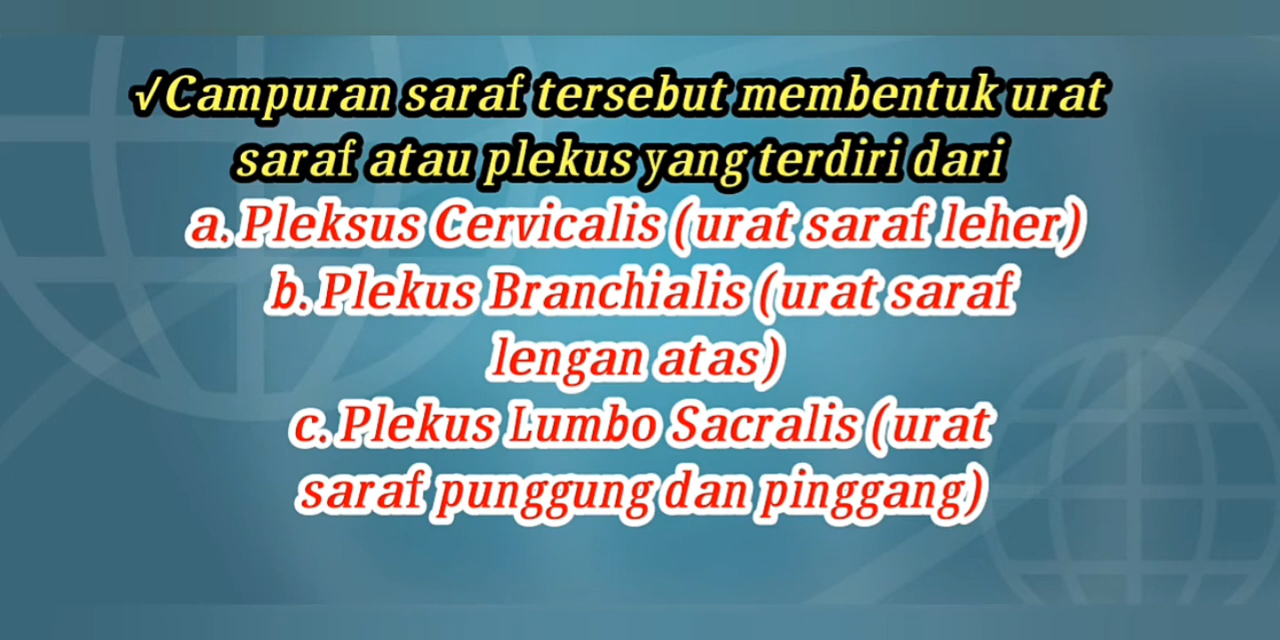 √Campuran saraf tersebut membentuk urat
saraf atau plekus yang terdiri dari
a. Pleksus Cervicalis (urat saraf leher)
b. Plekus Branchialis (urat saraf
lengan atas)
c. Plekus Lumbo Sacralis (urat
saraf punggung dan pinggang)